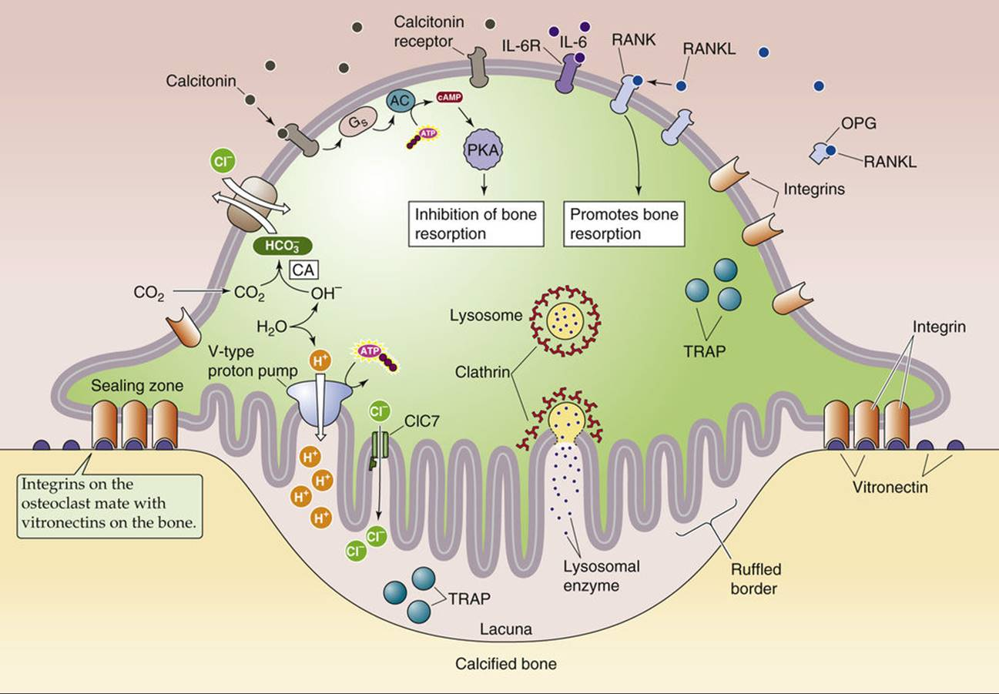 Calcitonin
receptor
IL-6R
IL-6
RANK
RANKL
Calcitonin
AC
cAMP
Gs
ATP
PKA
OPG
RANKL
Cl⁻
Integrins
Inhibition of bone
resorption
Promotes bone
resorption
HCO₃⁻
CA
CO₂
CO₂
OH⁻
H₂O
Lysosome
TRAP
Integrin
V-type
proton pump
H⁺
ATP
Clathrin
Sealing zone
Cl⁻
ClC7
H⁺
H⁺
H⁺
H⁺
Integrins on the
osteoclast mate with
vitronectins on the bone.
Vitronectin
Cl⁻
Cl⁻
Lysosomal
enzyme
Ruffled
border
TRAP
Lacuna
Calcified bone